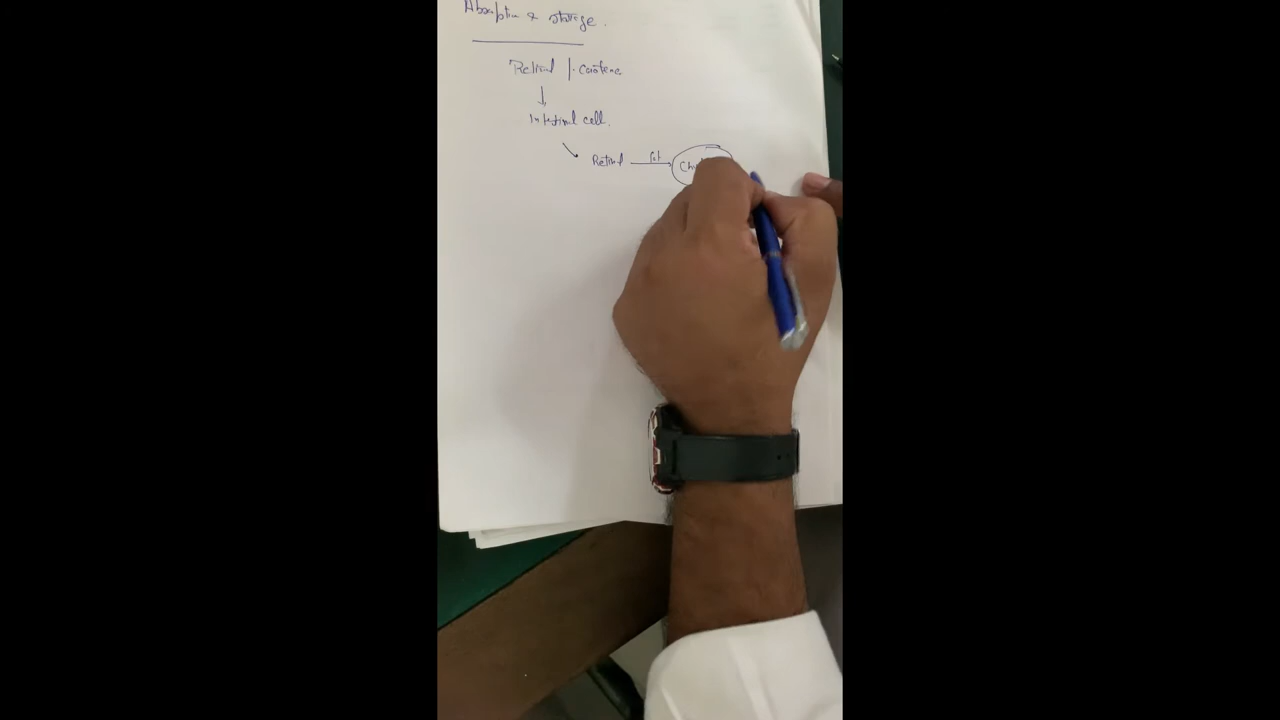 Absorption & storage.
Retinol / - carotene
Intestinal cell.
Retinol